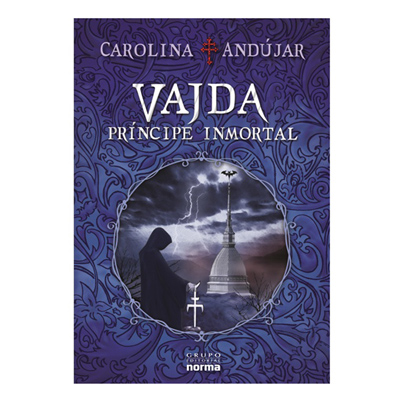 CAROLINA ANDÚJAR
VAJDA
PRÍNCIPE INMORTAL
GRUPO
EDITORIAL
norma